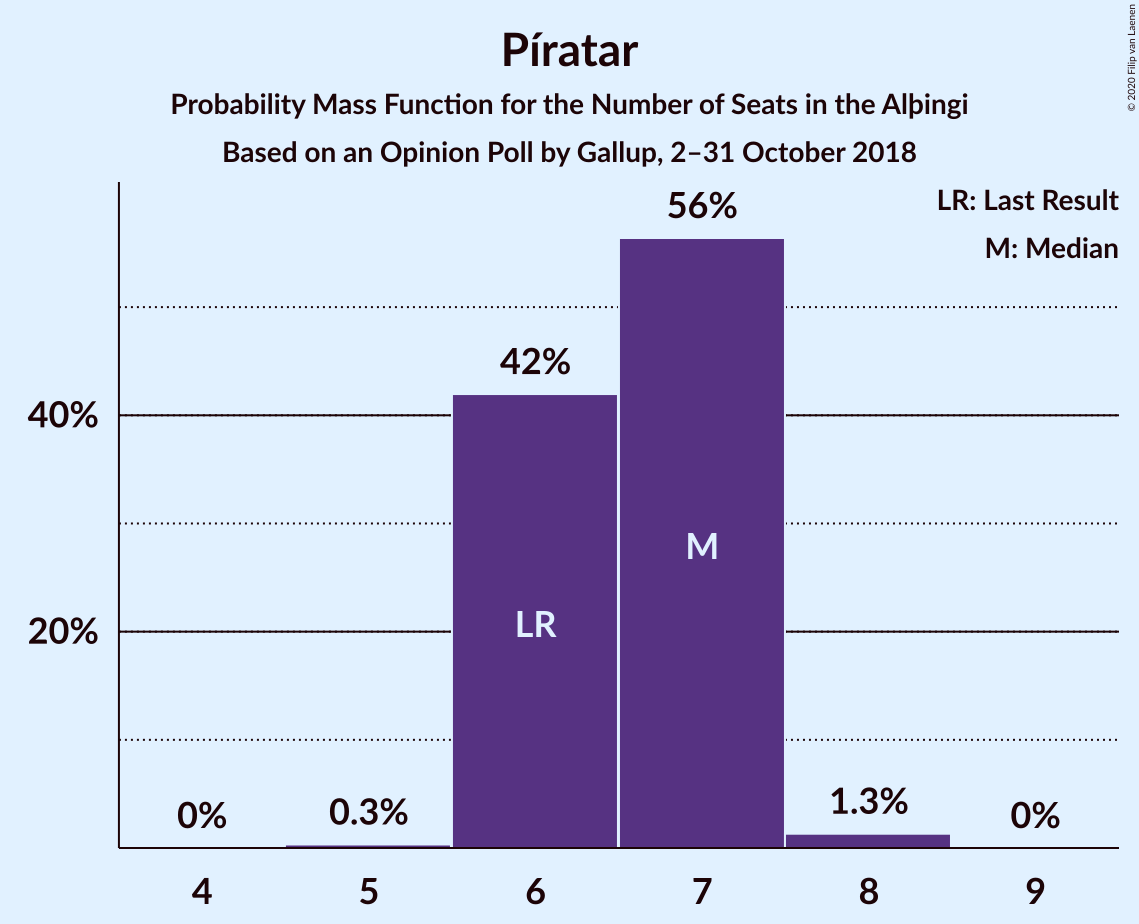 Píratar
Probability Mass Function for the Number of Seats in the Alþingi
Based on an Opinion Poll by Gallup, 2–31 October 2018
© 2020 Filip van Laenen
LR: Last Result
M: Median
56%
42%
40%
M
LR
20%
0%
0.3%
1.3%
0%
4 5 6 7 8 9